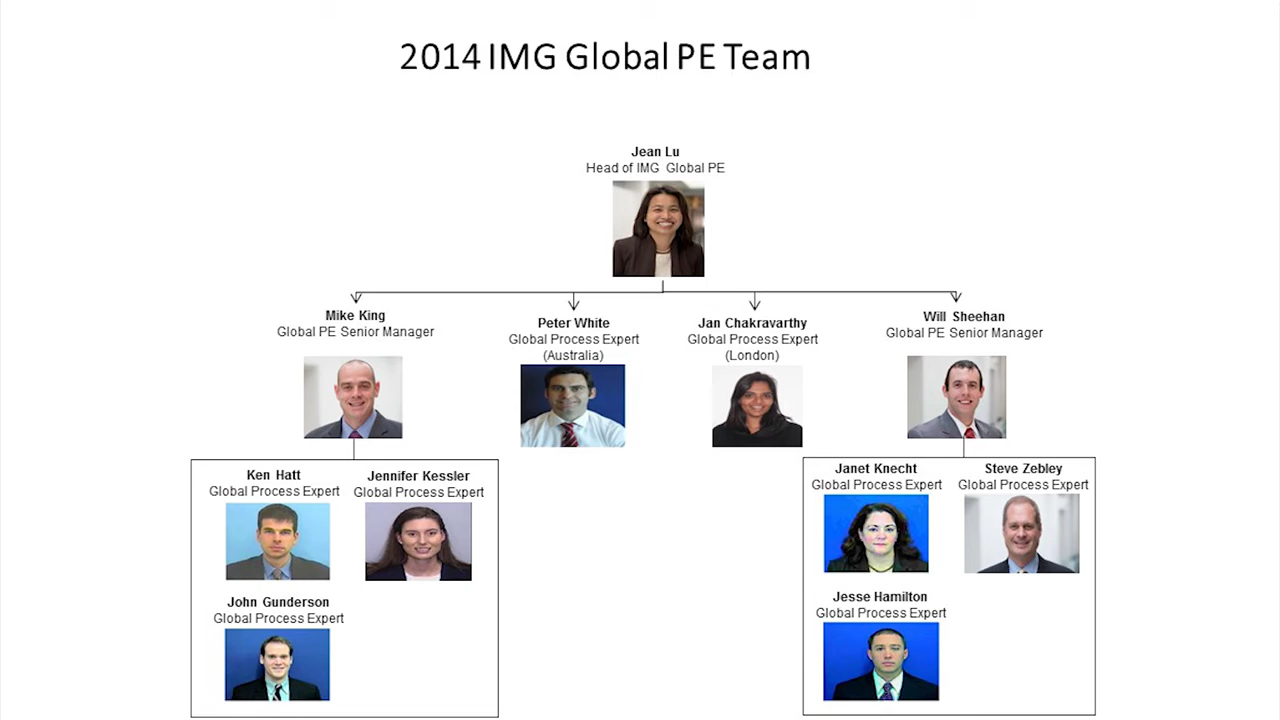 2014 IMG Global PE Team
Jean Lu
Head of IMG Global PE
Mike King
Global PE Senior Manager
Peter White
Global Process Expert
(Australia)
Jan Chakravarthy
Global Process Expert
(London)
Will Sheehan
Global PE Senior Manager
Ken Hatt
Global Process Expert
Jennifer Kessler
Global Process Expert
John Gunderson
Global Process Expert
Janet Knecht
Global Process Expert
Steve Zebley
Global Process Expert
Jesse Hamilton
Global Process Expert